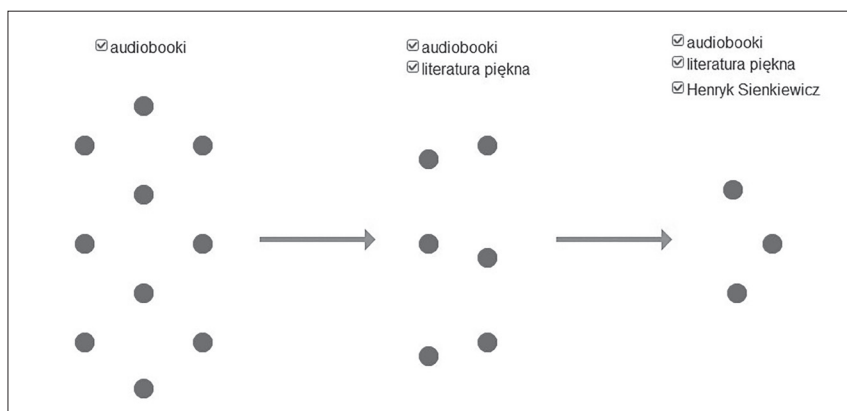 audiobooki
audiobooki
literatura piękna
audiobooki
literatura piękna
Henryk Sienkiewicz